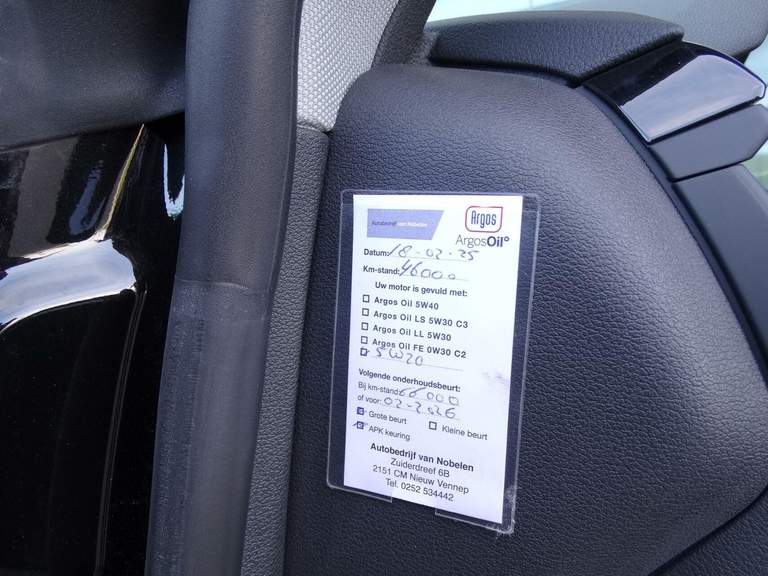 Autobedrijf van Nobelen
Argos
ArgosOil°
Datum: 18-02-25
Km-stand: 46000
Uw motor is gevuld met:
Argos Oil 5W40
Argos Oil LS 5W30 C3
Argos Oil LL 5W30
Argos Oil FE 0W30 C2
5W20
Volgende onderhoudsbeurt:
Bij km-stand: 66000
of voor: 02-2026
Grote beurt
Kleine beurt
APK keuring
Autobedrijf van Nobelen
Zuiderdreef 6B
2151 CM Nieuw Vennep
Tel. 0252 534442